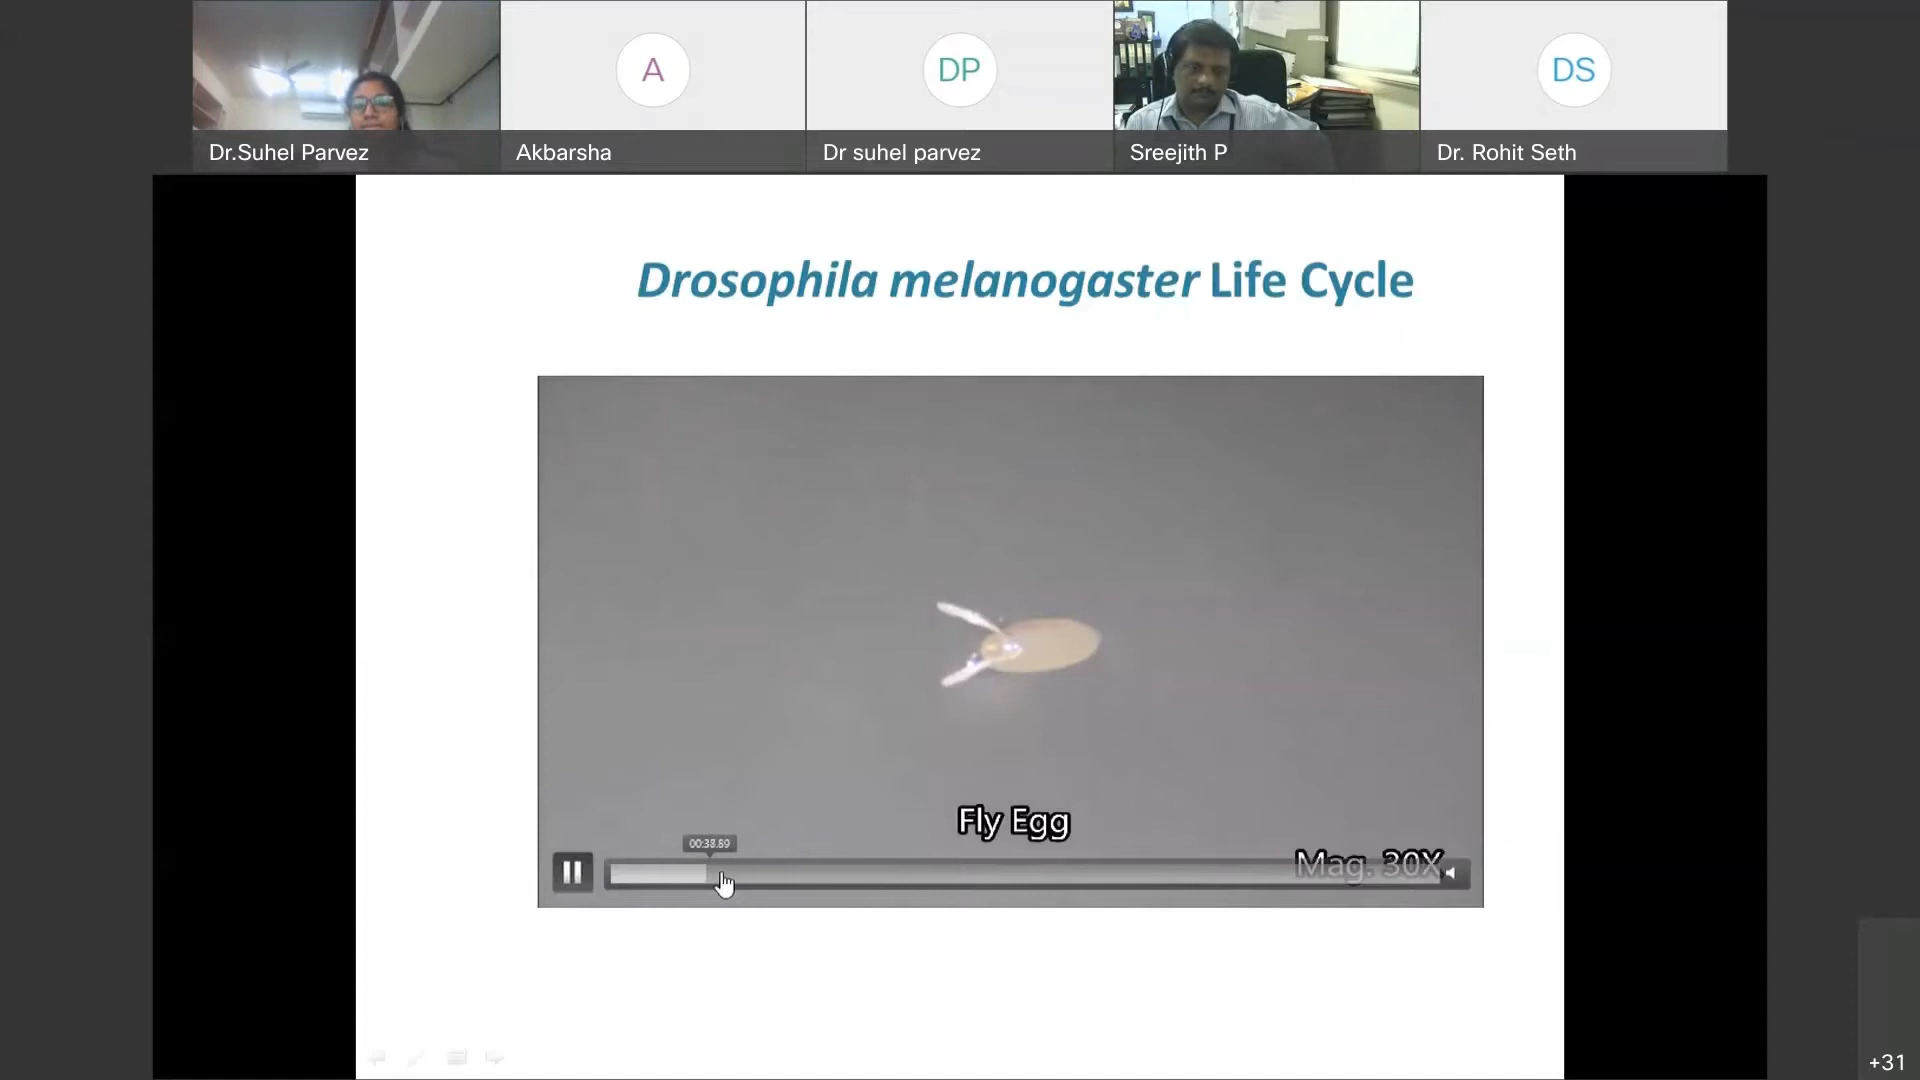 A
DP
DS
Dr.Suhel Parvez
Akbarsha
Dr suhel parvez
Sreejith P
Dr. Rohit Seth
Drosophila melanogaster Life Cycle
Fly Egg
00:38.69
Mag. 30X
+31